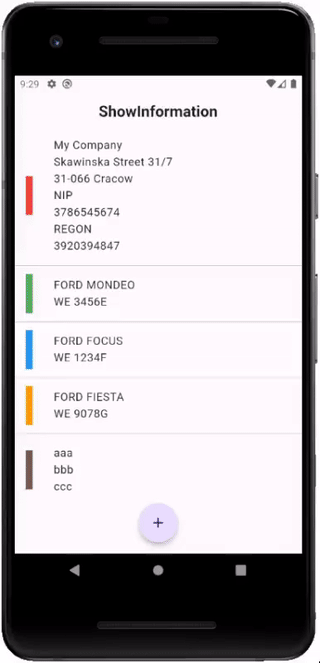 9:29
ShowInformation
My Company
Skawinska Street 31/7
31-066 Cracow
NIP
3786545674
REGON
3920394847
FORD MONDEO
WE 3456E
FORD FOCUS
WE 1234F
FORD FIESTA
WE 9078G
aaa
bbb
ccc
+